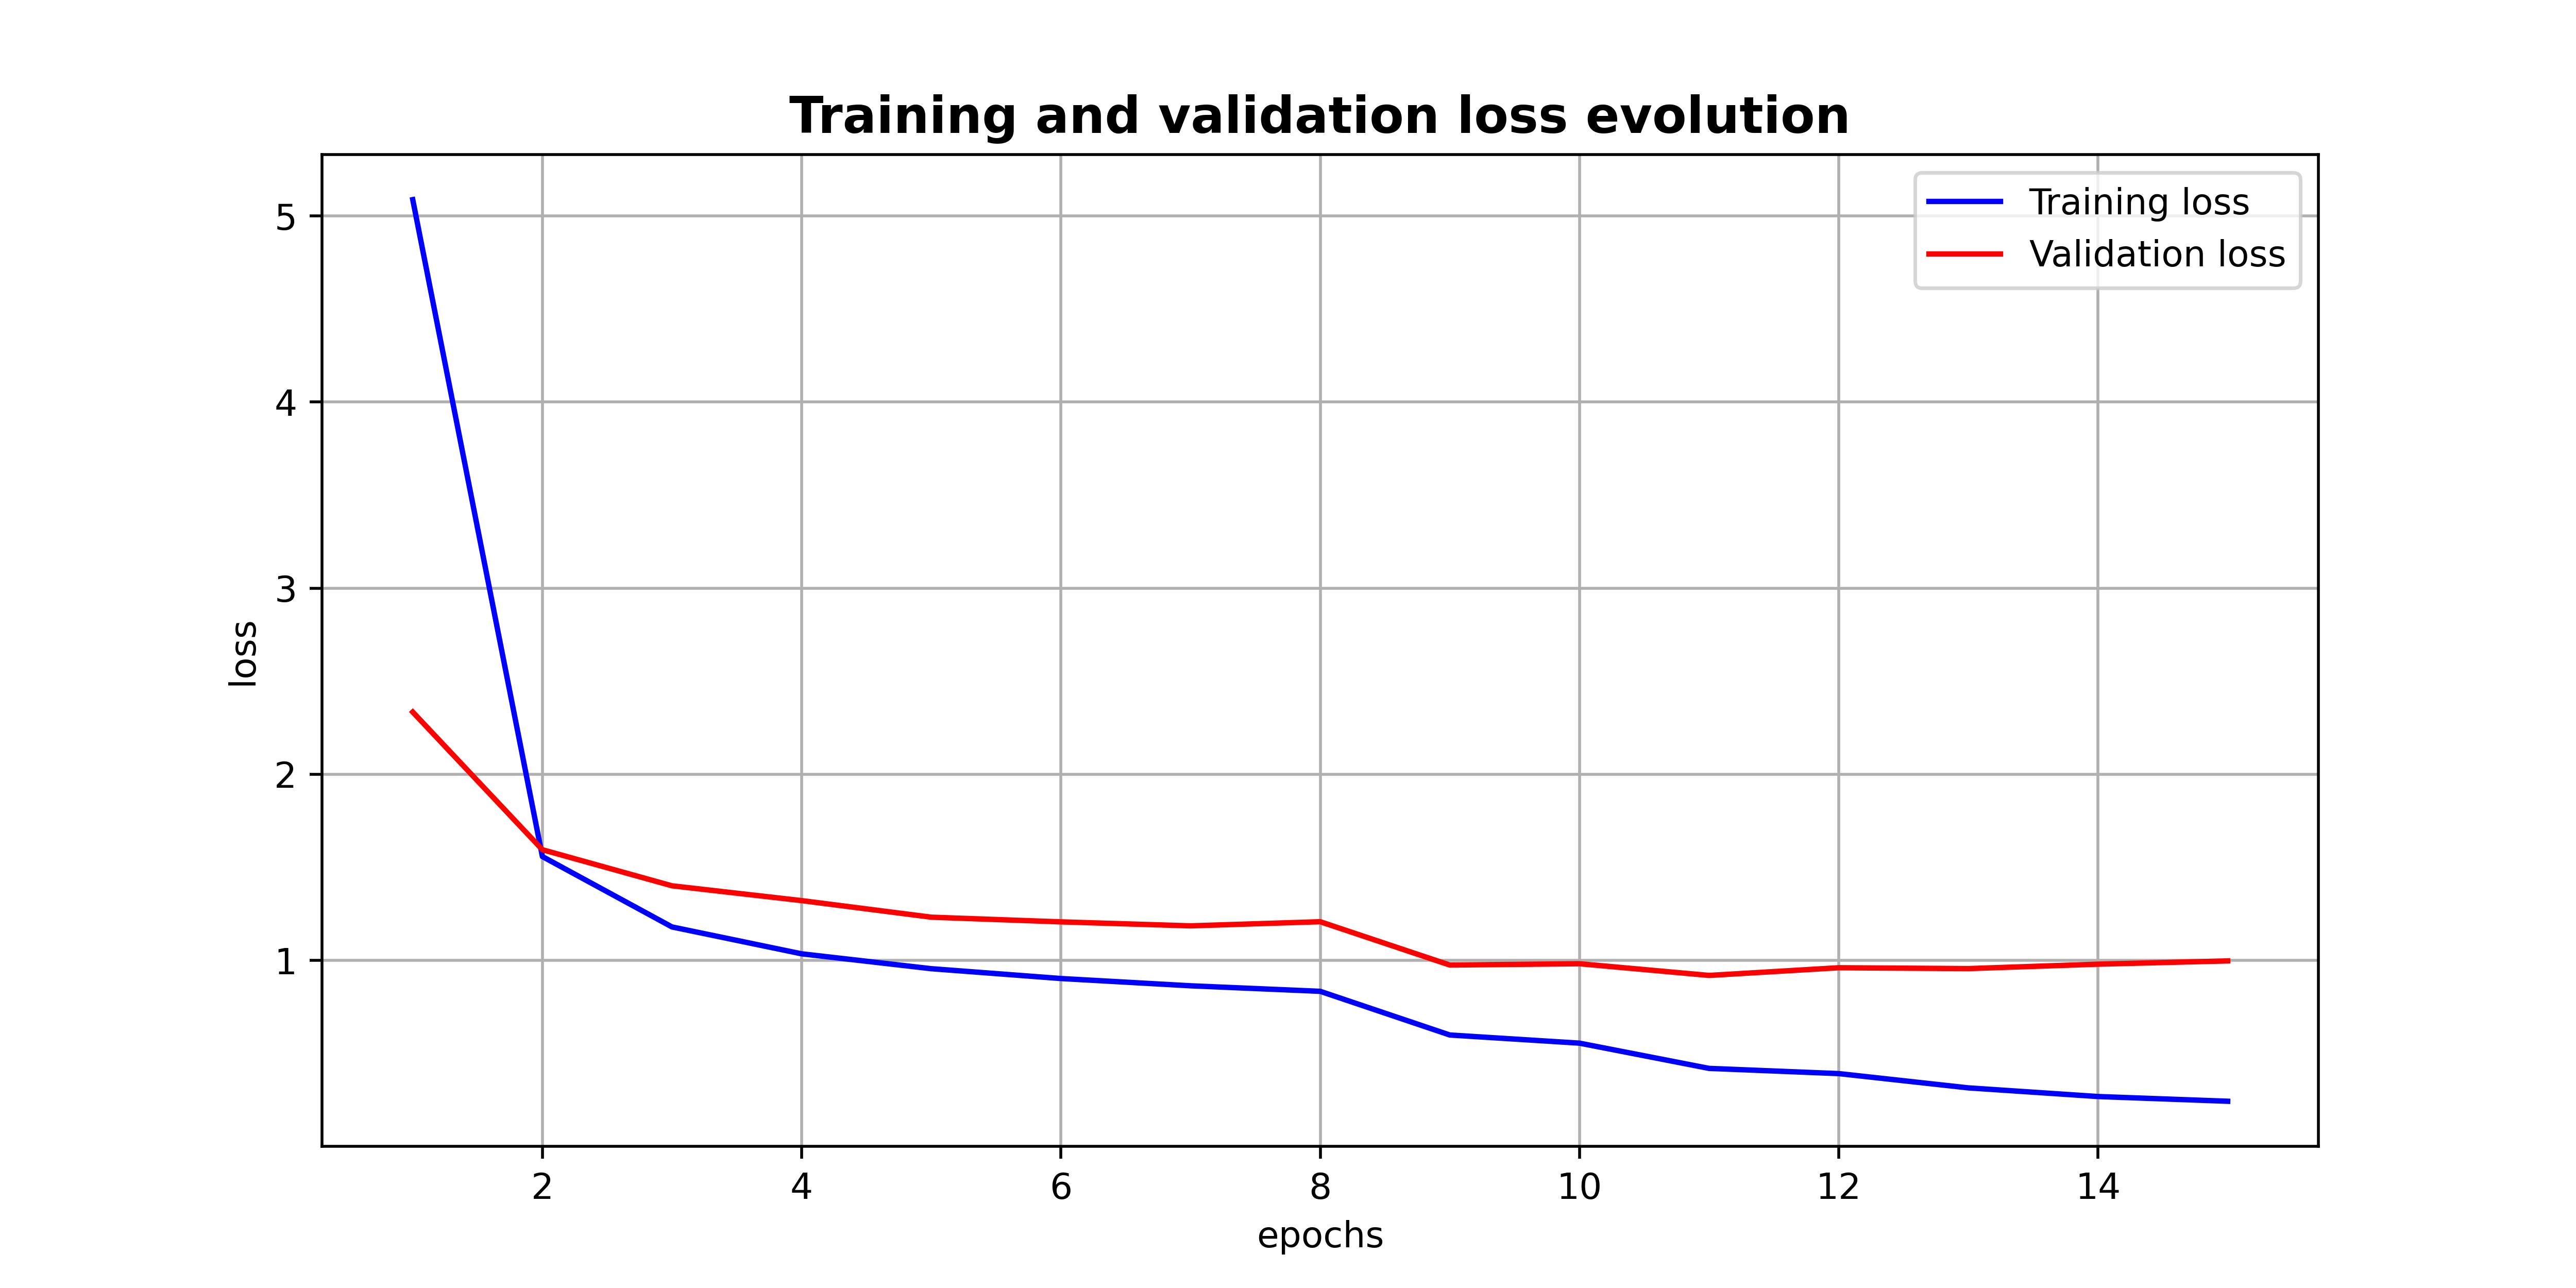 Training and validation loss evolution
Training loss
Validation loss
5
4
3
2
1
loss
2 4 6 8 10 12 14
epochs